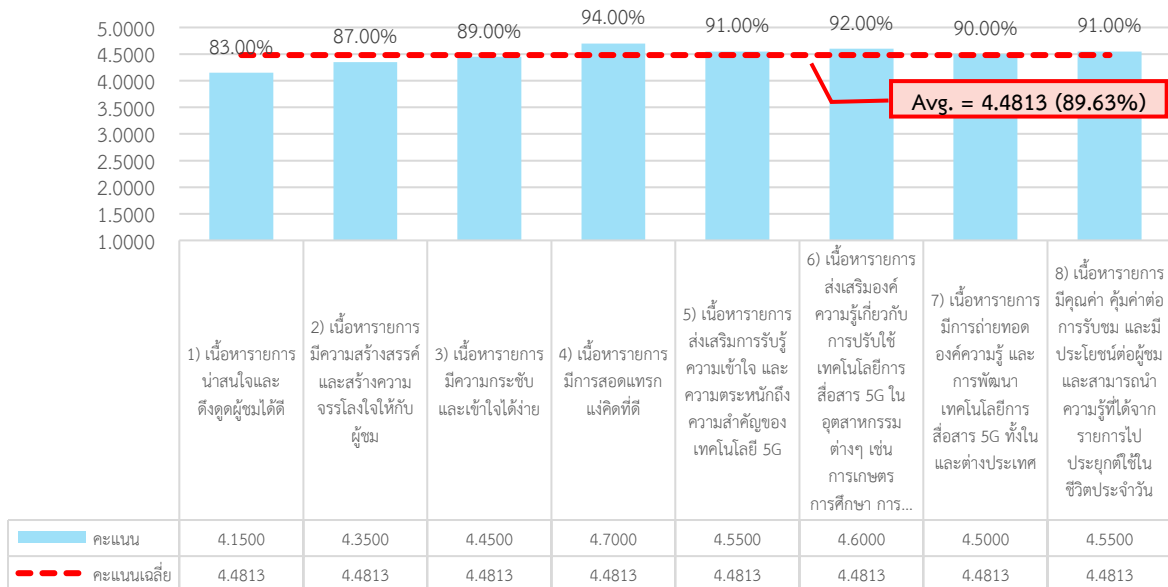 5.0000
4.5000
4.0000
3.5000
3.0000
2.5000
2.0000
1.5000
1.0000
83.00%
87.00%
89.00%
94.00%
91.00%
92.00%
90.00%
91.00%
Avg. = 4.4813 (89.63%)
1) เนื้อหารายการ
น่าสนใจและ
ดึงดูดผู้ชมได้ดี
2) เนื้อหารายการ
มีความสร้างสรรค์
และสร้างความ
จรรโลงใจให้กับ
ผู้ชม
3) เนื้อหารายการ
มีความกระชับ
และเข้าใจได้ง่าย
4) เนื้อหารายการ
มีการสอดแทรก
แง่คิดที่ดี
5) เนื้อหารายการ
ส่งเสริมการรับรู้
ความเข้าใจ และ
ความตระหนักถึง
ความสำคัญของ
เทคโนโลยี 5G
6) เนื้อหารายการ
ส่งเสริมองค์
ความรู้เกี่ยวกับ
การปรับใช้
เทคโนโลยีการ
สื่อสาร 5G ใน
อุตสาหกรรม
ต่างๆ เช่น
การเกษตร
การศึกษา การ...
7) เนื้อหารายการ
มีการถ่ายทอด
องค์ความรู้ และ
การพัฒนา
เทคโนโลยีการ
สื่อสาร 5G ทั้งใน
และต่างประเทศ
8) เนื้อหารายการ
มีคุณค่า คุ้มค่าต่อ
การรับชม และมี
ประโยชน์ต่อผู้ชม
และสามารถนำ
ความรู้ที่ได้จาก
รายการไป
ประยุกต์ใช้ใน
ชีวิตประจำวัน
คะแนน 4.1500 4.3500 4.4500 4.7000 4.5500 4.6000 4.5000 4.5500
คะแนนเฉลี่ย 4.4813 4.4813 4.4813 4.4813 4.4813 4.4813 4.4813 4.4813